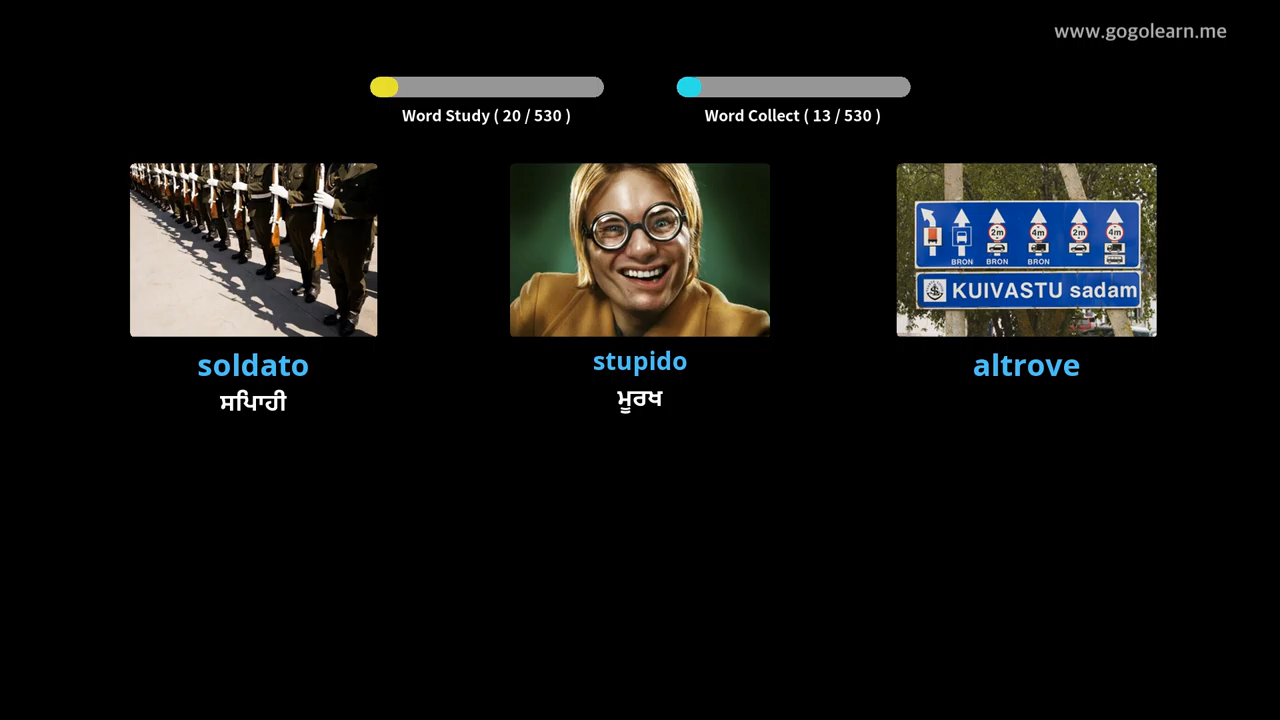 www.gogolearn.me
Word Study ( 20 / 530 )
Word Collect ( 13 / 530 )
2m 4m 2m 4m
BRON BRON BRON
KUIVASTU sadam
soldato
ਸਿਪਾਹੀ
stupido
ਮੂਰਖ
altrove